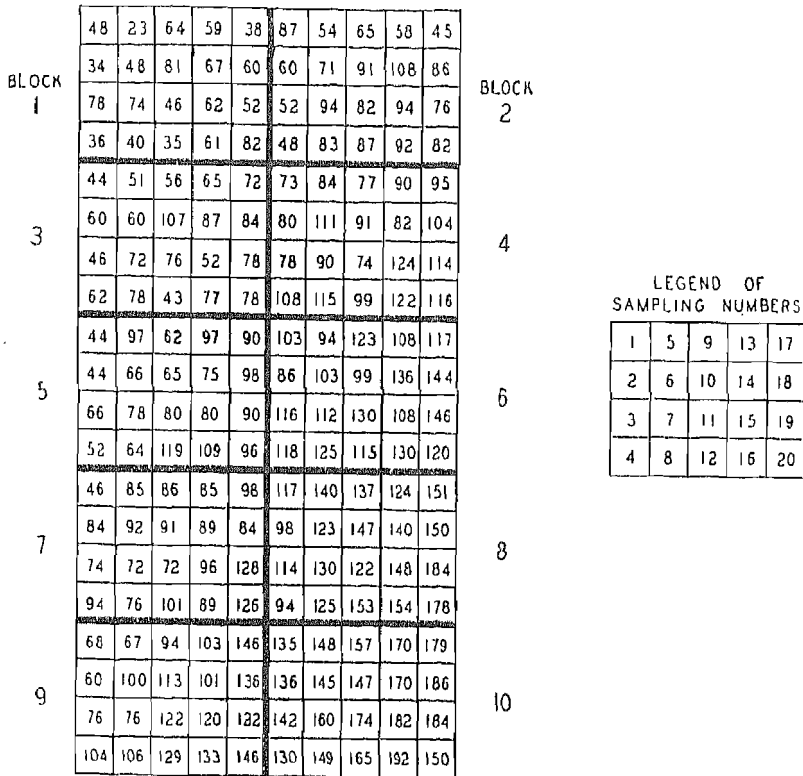 48 23 64 59 38 87 54 65 58 45
34 48 81 67 60 60 71 91 108 86
BLOCK BLOCK
1 78 74 46 62 52 52 94 82 94 76 2
36 40 35 61 82 48 83 87 92 82
44 51 56 65 72 73 84 77 90 95
60 60 107 87 84 80 111 91 82 104
3 4
46 72 76 52 78 78 90 74 124 114
62 78 43 77 78 108 115 99 122 116
44 97 62 97 90 103 94 123 108 117
44 66 65 75 98 86 103 99 136 144
5 6
66 78 80 80 90 116 112 130 108 146
52 64 119 109 96 118 125 115 130 120
46 85 86 85 98 117 140 137 124 151
84 92 91 89 84 98 123 147 140 150
7 8
74 72 72 96 128 114 130 122 148 184
94 76 101 89 126 94 125 153 154 178
68 67 94 103 146 135 148 157 170 179
60 100 113 101 136 136 145 147 170 186
9 10
76 76 122 120 122 142 160 174 182 184
104 106 129 133 146 130 149 165 192 150
LEGEND OF
SAMPLING NUMBERS
1 5 9 13 17
2 6 10 14 18
3 7 11 15 19
4 8 12 16 20